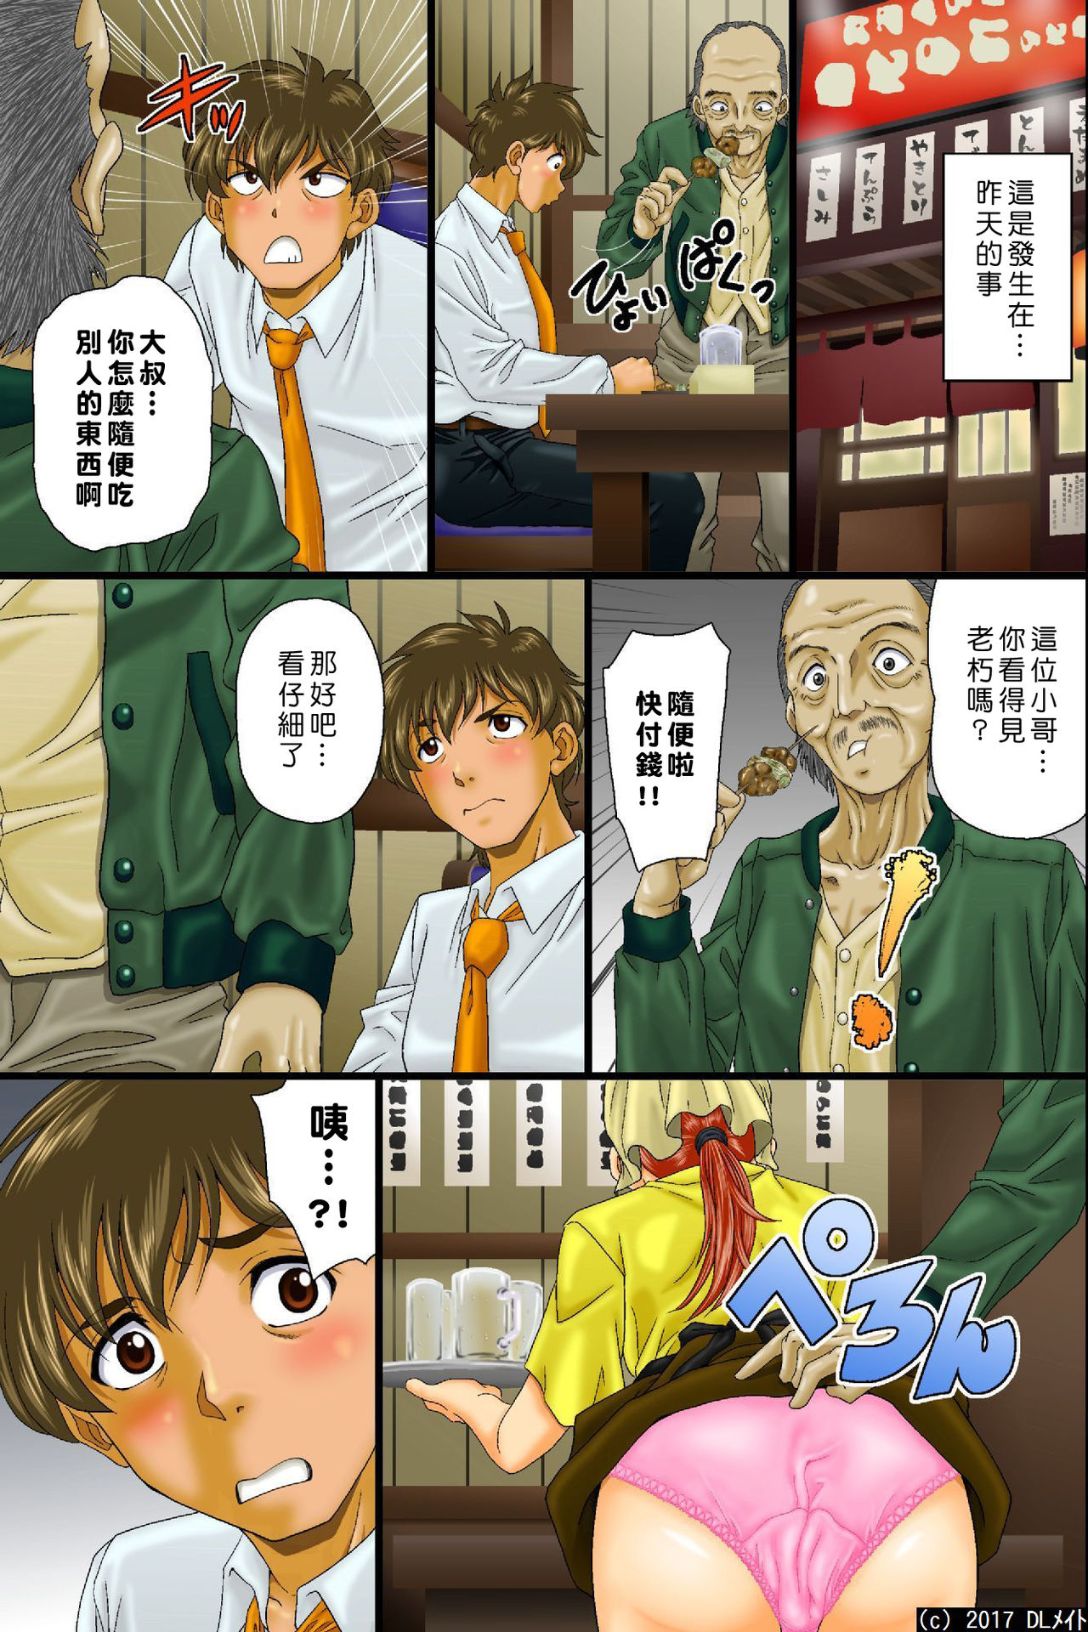 這是發生在…
昨天的事
さしみ
てんぷら
やきとり
ひょい
ぱくっ
キッ
大叔…
你怎麼隨便吃
別人的東西啊
這位小哥…
你看得見
老朽嗎？
隨便啦
快付錢!!
那好吧…
看仔細了
ぺろん
咦…?!
(c) 2017 DLメイト